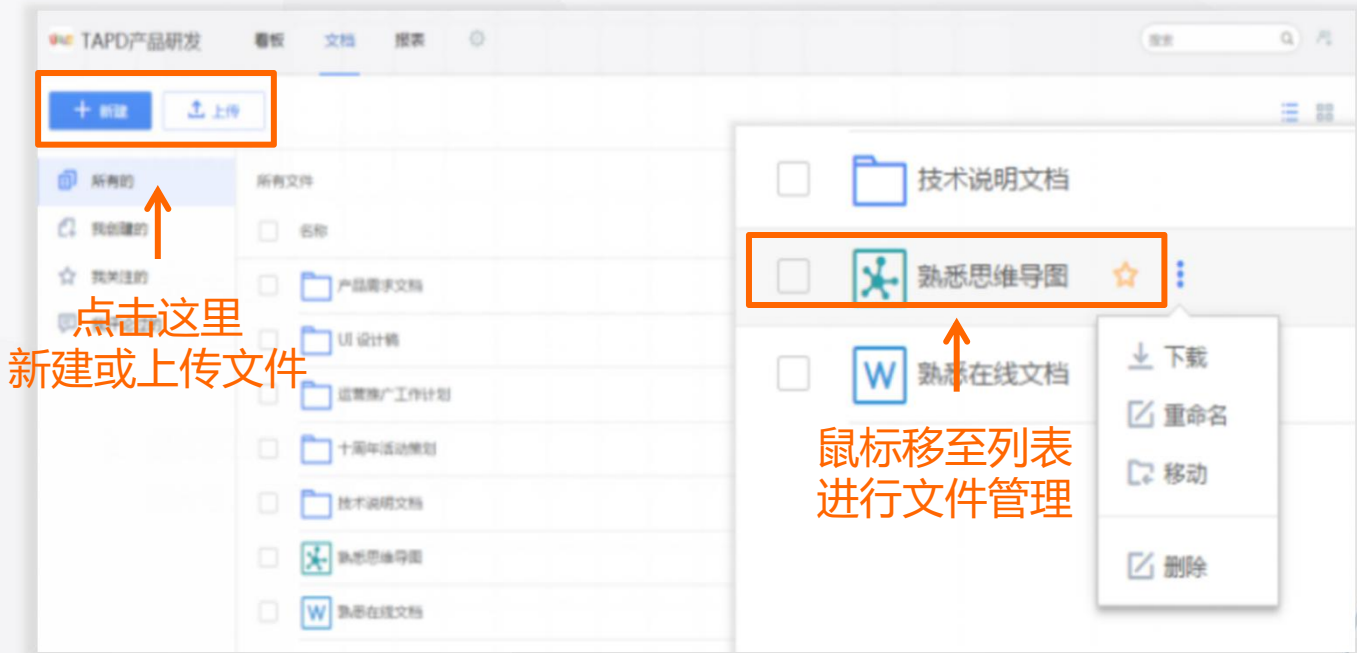 TAPD产品研发
看板
文档
报表
搜索
新建
上传
所有的
我创建的
我关注的
点击这里
新建或上传文件
所有文件
名称
产品需求文档
UI 设计稿
运营推广工作计划
十周年活动策划
技术说明文档
熟悉思维导图
熟悉在线文档
技术说明文档
熟悉思维导图
熟悉在线文档
鼠标移至列表
进行文件管理
下载
重命名
移动
删除